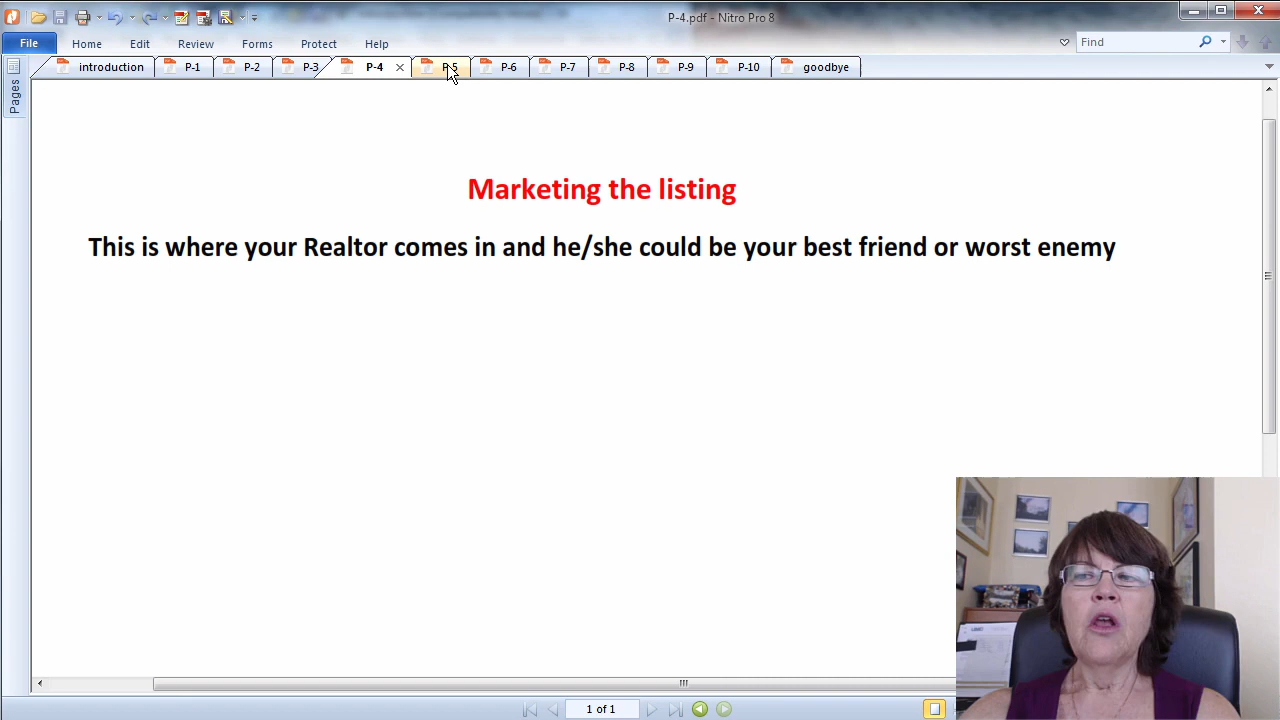 P-4.pdf - Nitro Pro 8
File Home Edit Review Forms Protect Help Find
introduction P-1 P-2 P-3 P-4 P-5 P-6 P-7 P-8 P-9 P-10 goodbye
Pages
Marketing the listing
This is where your Realtor comes in and he/she could be your best friend or worst enemy
1 of 1